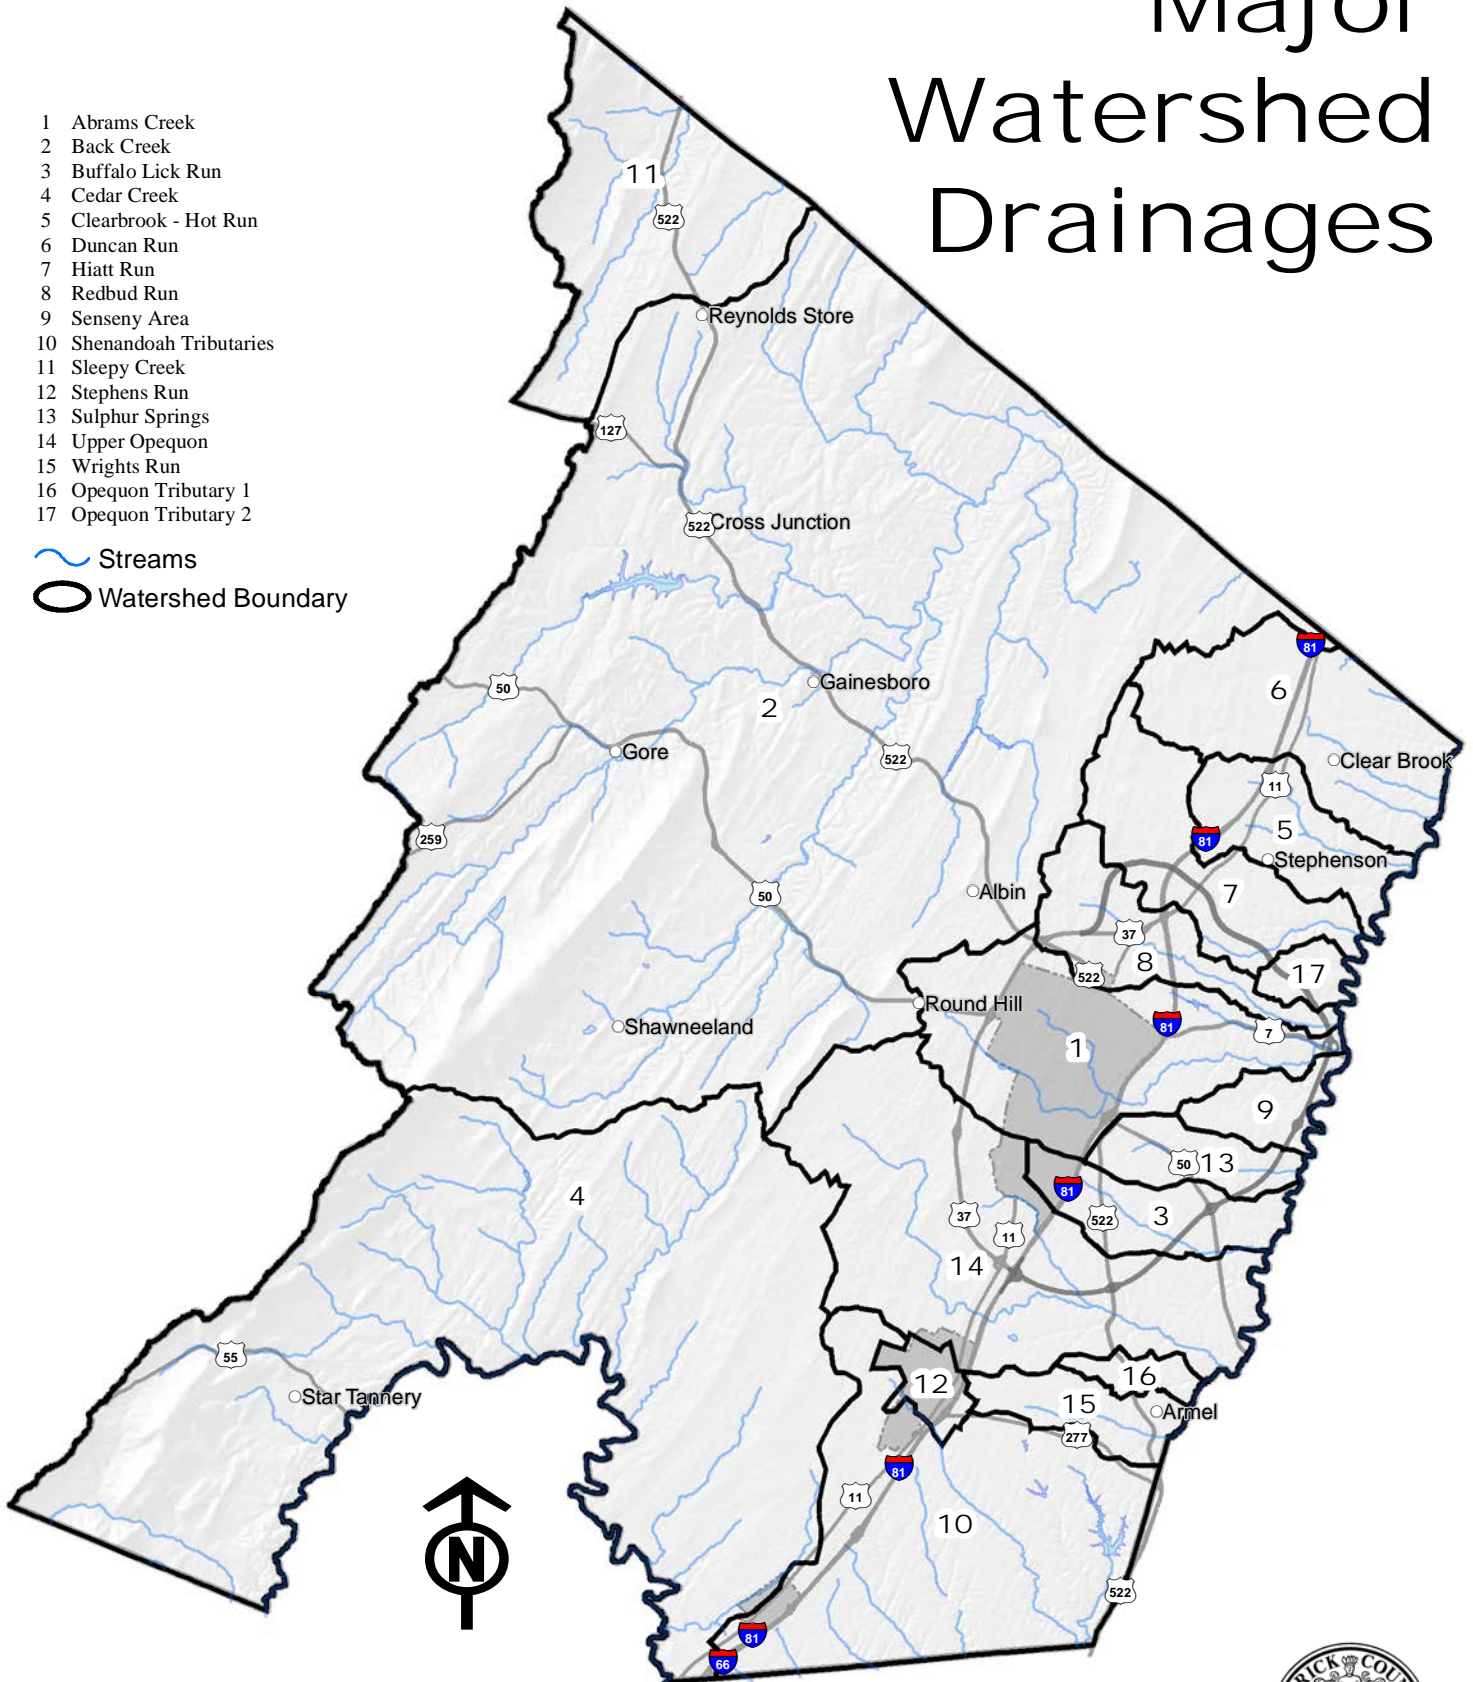 Major
Watershed
Drainages
1 Abrams Creek
2 Back Creek
3 Buffalo Lick Run
4 Cedar Creek
5 Clearbrook - Hot Run
6 Duncan Run
7 Hiatt Run
8 Redbud Run
9 Senseny Area
10 Shenandoah Tributaries
11 Sleepy Creek
12 Stephens Run
13 Sulphur Springs
14 Upper Opequon
15 Wrights Run
16 Opequon Tributary 1
17 Opequon Tributary 2
Streams
Watershed Boundary
11
522
Reynolds Store
127
522 Cross Junction
81
6
50
Gainesboro
2
Gore
522
Clear Brook
11
5
259
81
Stephenson
50
Albin
7
37
8
17
522
Round Hill
81
7
Shawneeland
1
9
50
13
4
81
37
522
3
11
14
55
16
12
Star Tannery
15
Armel
277
81
11
10
N
522
81
66
RICK COU